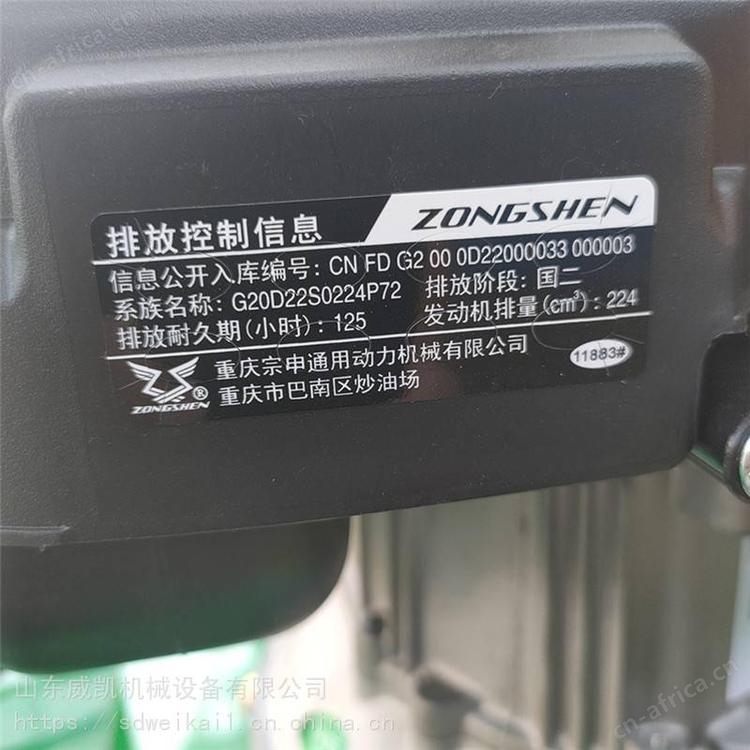 ZONGSHEN
排放控制信息
信息公开入库编号: CN FD G2 00 0D22000033 000003
系族名称: G20D22S0224P72 排放阶段: 国二
排放耐久期(小时): 125 发动机排量(cm³): 224
重庆宗申通用动力机械有限公司
11883#
ZONGSHEN®
重庆市巴南区炒油场
山东威凯机械设备有限公司
https://sdweikai1.cn.china.cn/
cn-africa.cn
cn-africa.cn